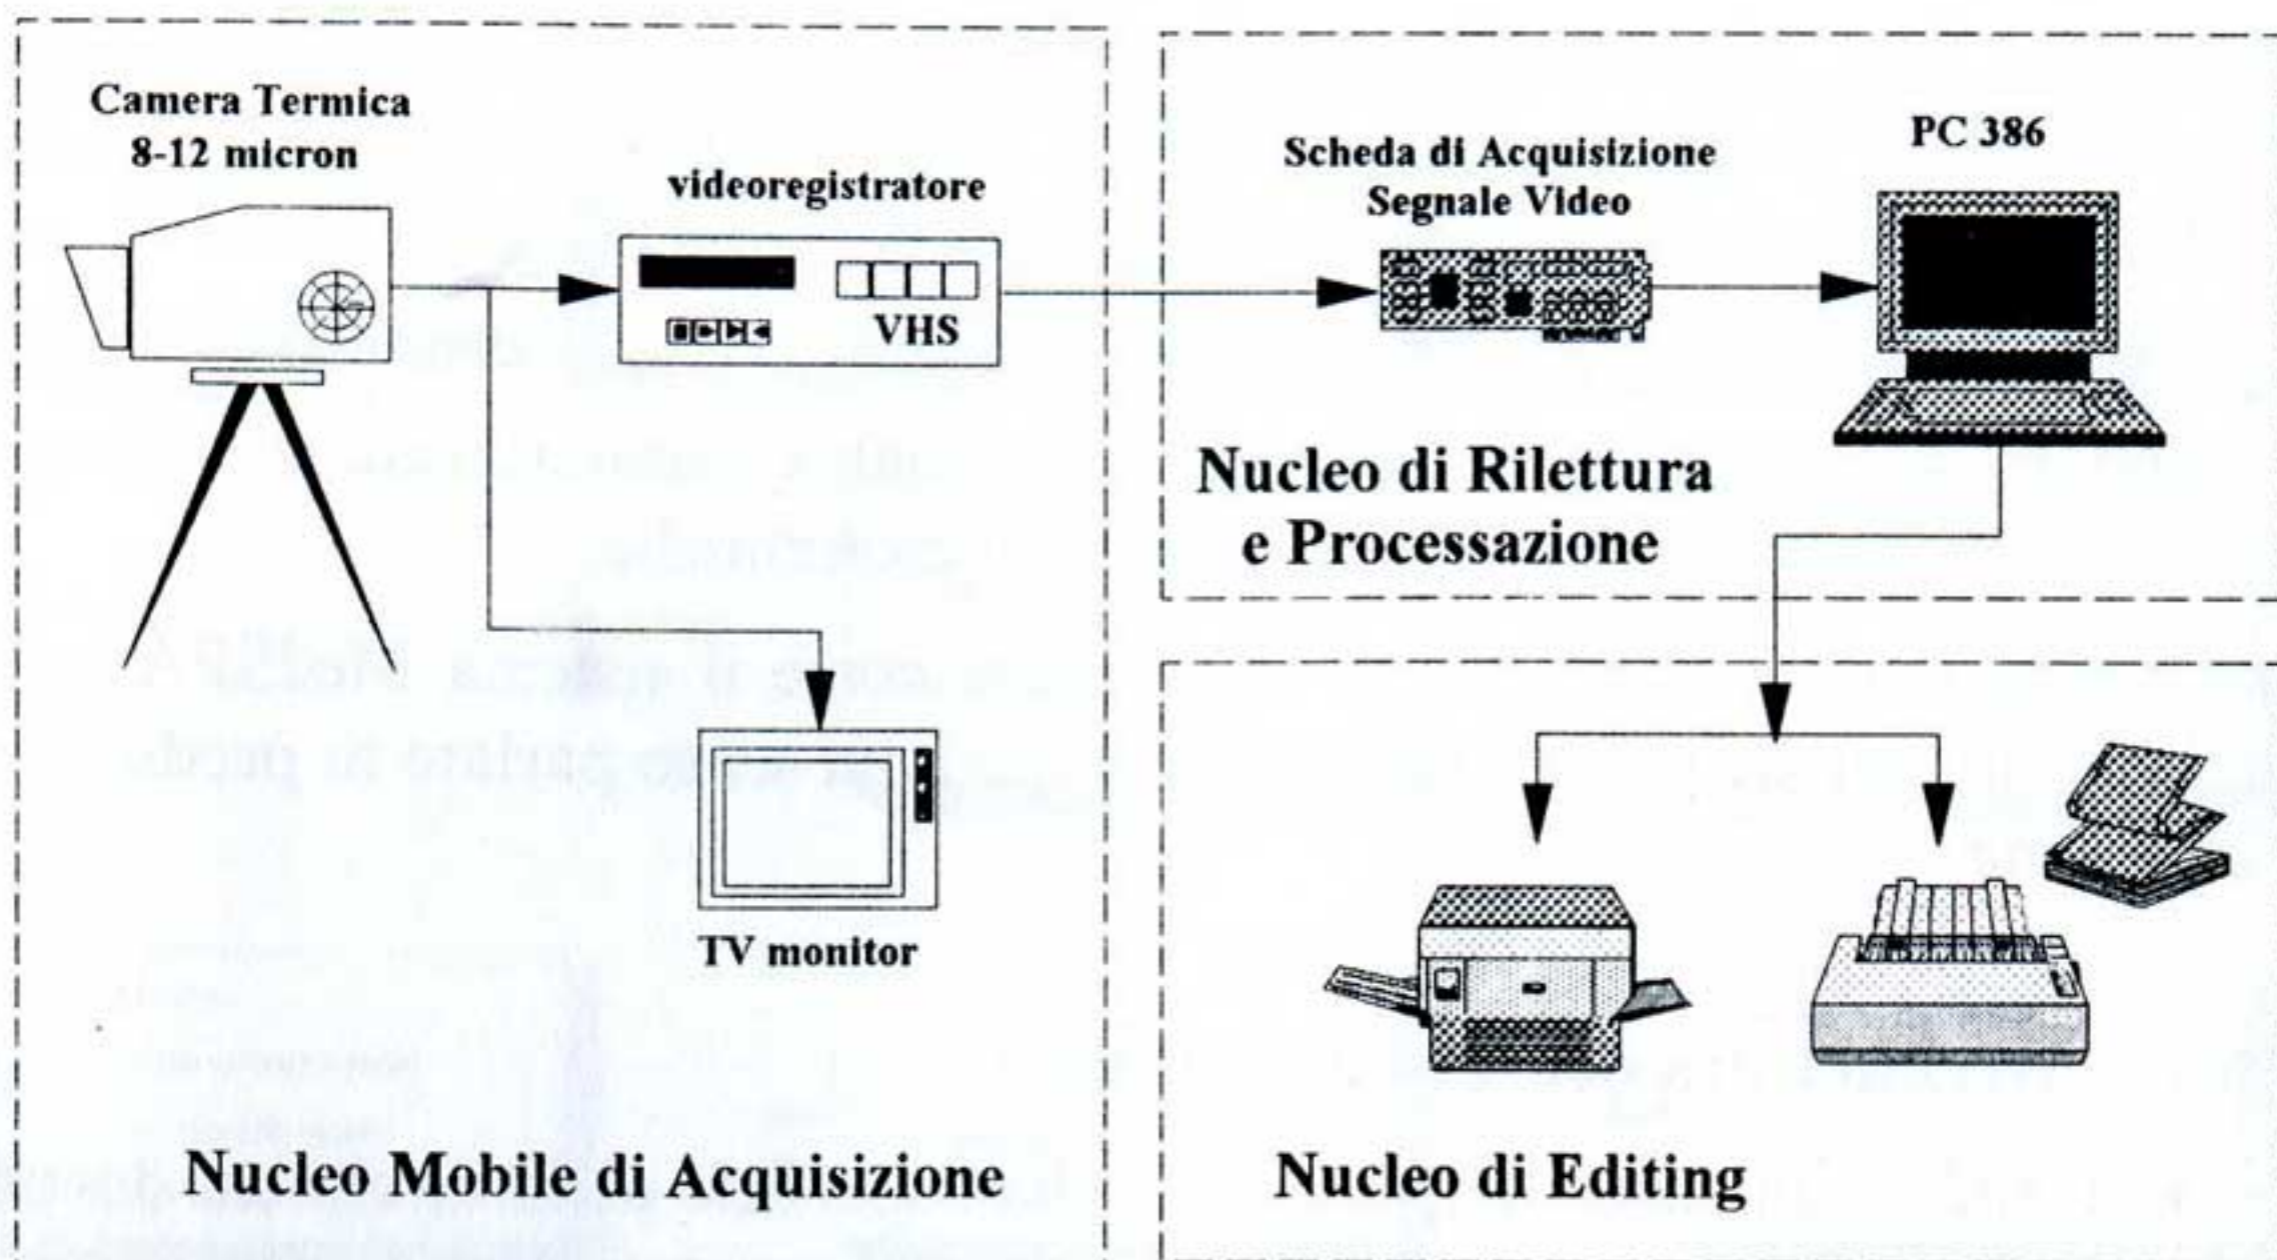 Camera Termica
8-12 micron
videoregistratore
VHS
TV monitor
Nucleo Mobile di Acquisizione
Scheda di Acquisizione
Segnale Video
PC 386
Nucleo di Rilettura
e Processazione
Nucleo di Editing